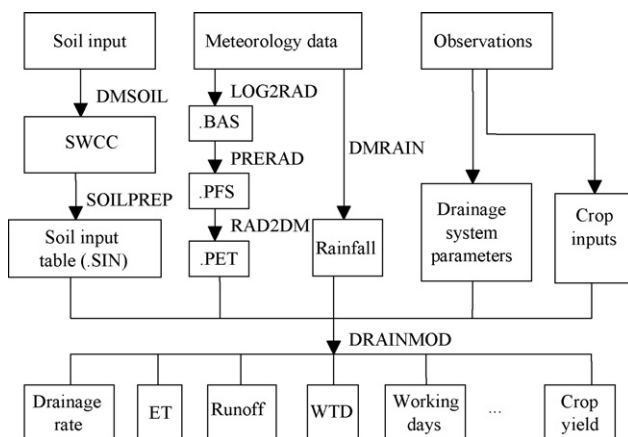 Soil input
Meteorology data
Observations
DMSOIL
LOG2RAD
SWCC
.BAS
PRERAD
DMRAIN
SOILPREP
.PFS
RAD2DM
Soil input
table (.SIN)
.PET
Rainfall
Drainage
system
parameters
Crop
inputs
DRAINMOD
Drainage
rate
ET
Runoff
WTD
Working
days
...
Crop
yield